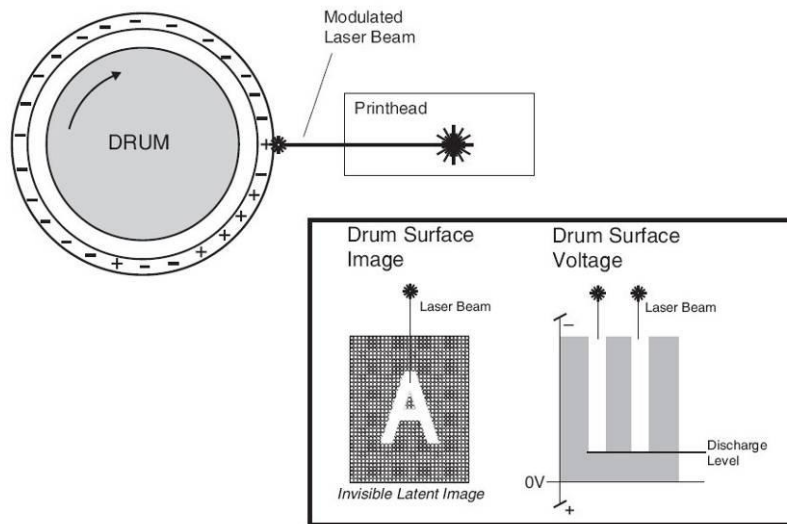 Modulated
Laser Beam
Printhead
DRUM
Drum Surface
Image
Laser Beam
A
Invisible Latent Image
Drum Surface
Voltage
Laser Beam
–
Discharge
Level
0V
+